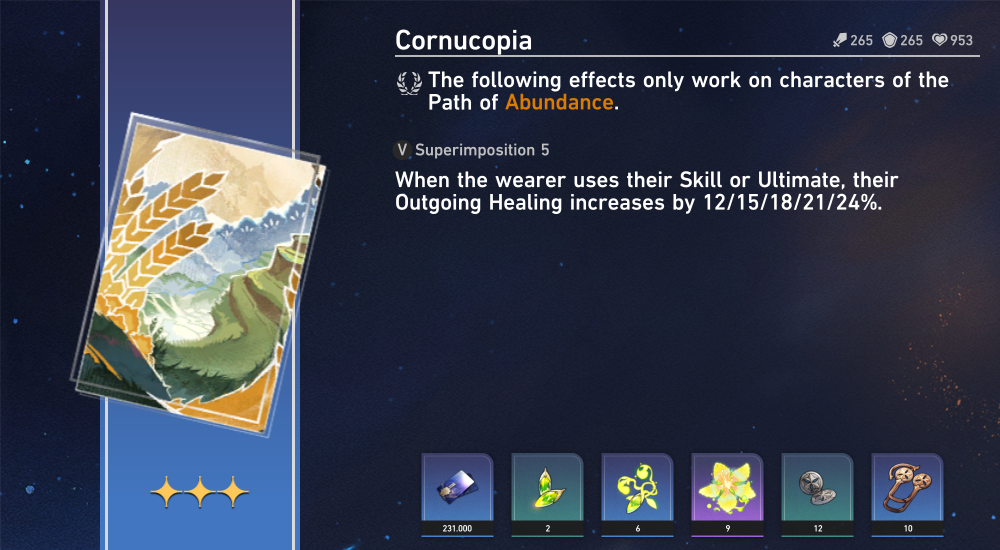 Cornucopia
265 265 953
The following effects only work on characters of the
Path of Abundance.
V Superimposition 5
When the wearer uses their Skill or Ultimate, their
Outgoing Healing increases by 12/15/18/21/24%.
231.000 2 6 9 12 10